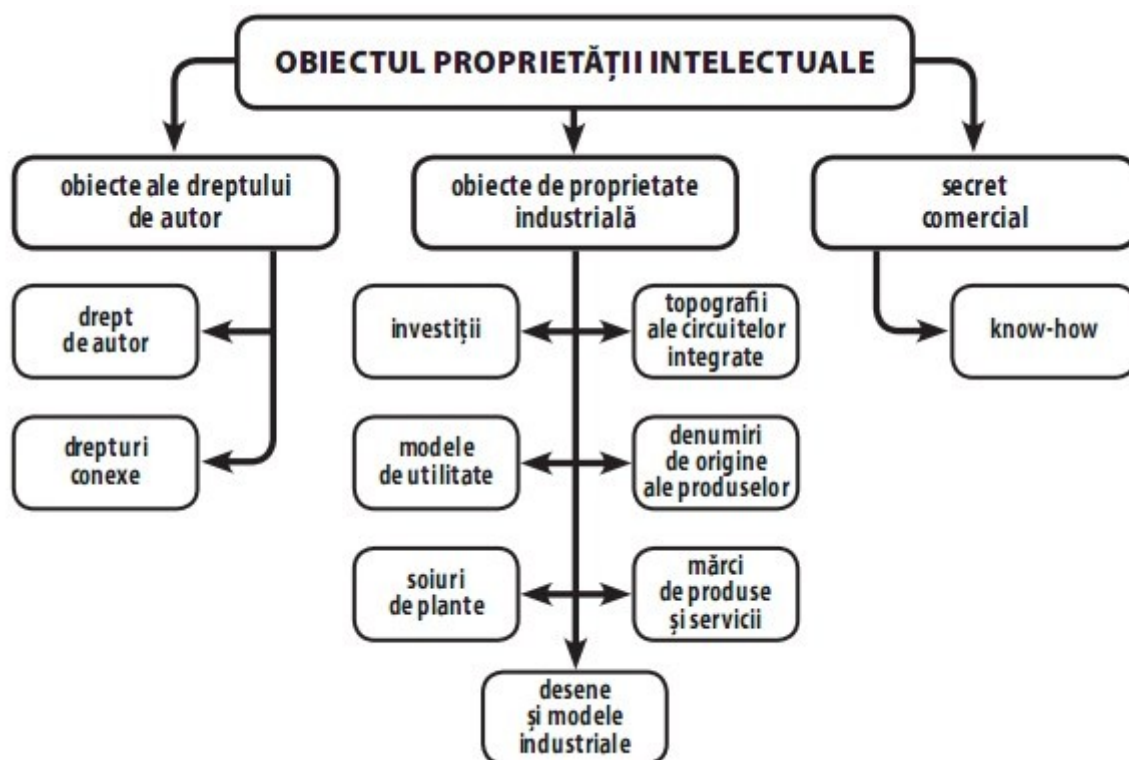 OBIECTUL PROPRIETĂȚII INTELECTUALE
obiecte ale dreptului
de autor
obiecte de proprietate
industrială
secret
comercial
drept
de autor
drepturi
conexe
investiții
topografii
ale circuitelor
integrate
modele
de utilitate
denumiri
de origine
ale produselor
soiuri
de plante
mărci
de produse
și servicii
desene
și modele
industriale
know-how